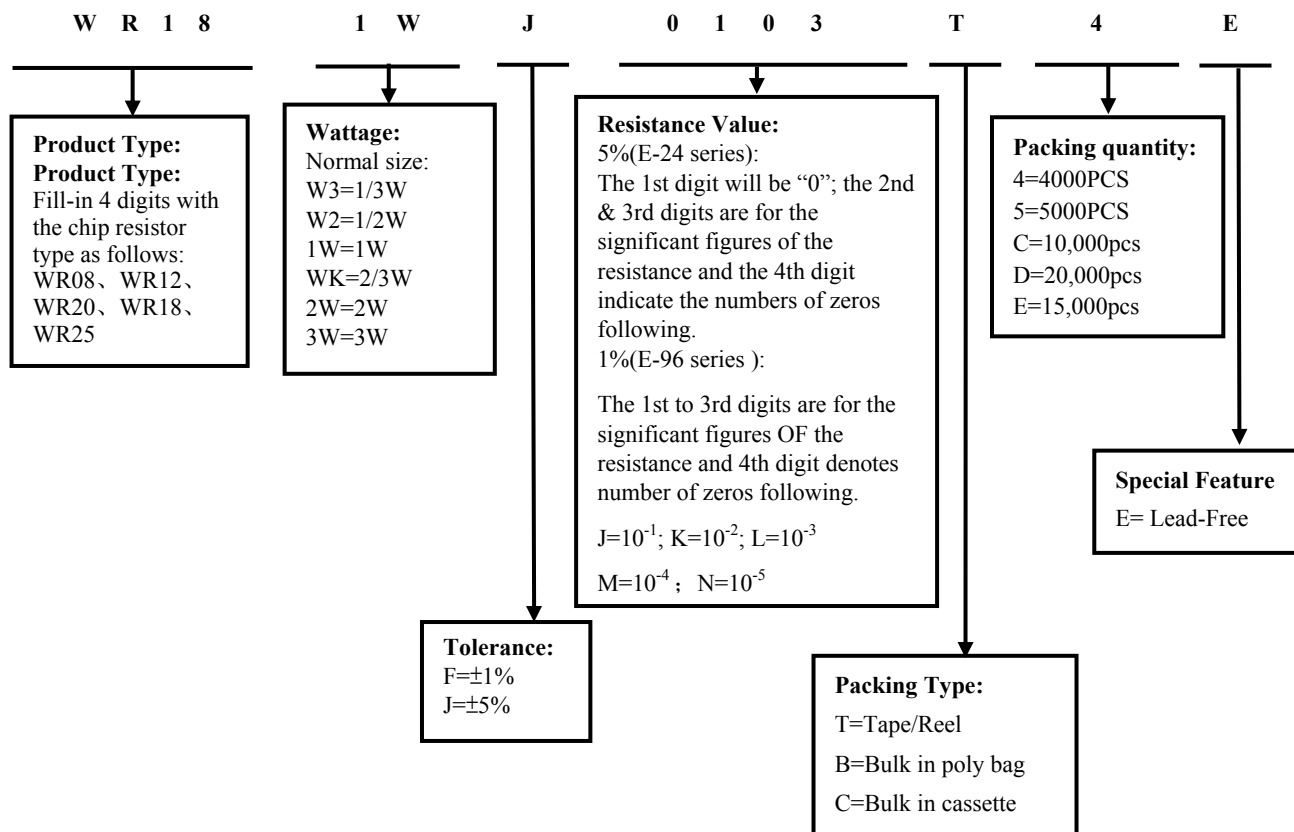 W R 1 8 1 W J 0 1 0 3 T 4 E
Product Type:
Product Type:
Fill-in 4 digits with
the chip resistor
type as follows:
WR08、WR12、
WR20、WR18、
WR25
Wattage:
Normal size:
W3=1/3W
W2=1/2W
1W=1W
WK=2/3W
2W=2W
3W=3W
Resistance Value:
5%(E-24 series):
The 1st digit will be “0”; the 2nd
& 3rd digits are for the
significant figures of the
resistance and the 4th digit
indicate the numbers of zeros
following.
1%(E-96 series ):
The 1st to 3rd digits are for the
significant figures OF the
resistance and 4th digit denotes
number of zeros following.
J=10⁻¹; K=10⁻²; L=10⁻³
M=10⁻⁴ ；N=10⁻⁵
Packing quantity:
4=4000PCS
5=5000PCS
C=10,000pcs
D=20,000pcs
E=15,000pcs
Special Feature
E= Lead-Free
Tolerance:
F=±1%
J=±5%
Packing Type:
T=Tape/Reel
B=Bulk in poly bag
C=Bulk in cassette